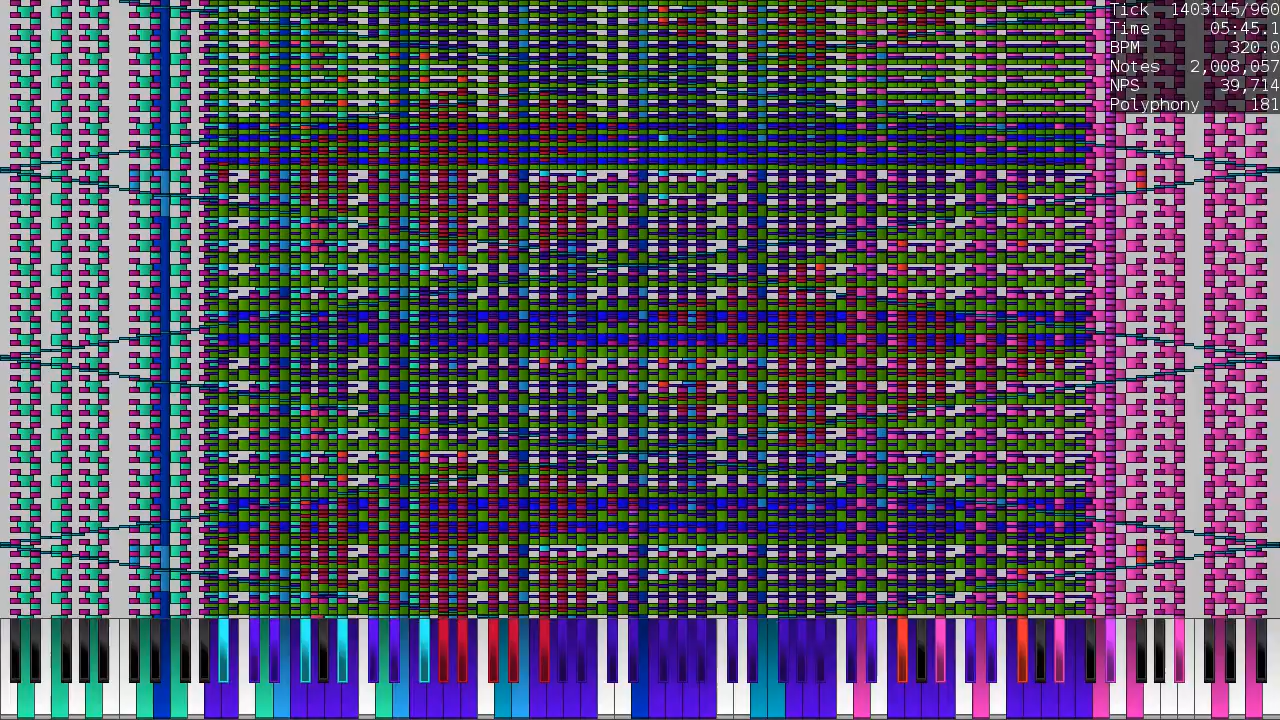 Tick 1403145/960
Time 05:45.1
BPM 320.0
Notes 2,008,057
NPS 39,714
Polyphony 181